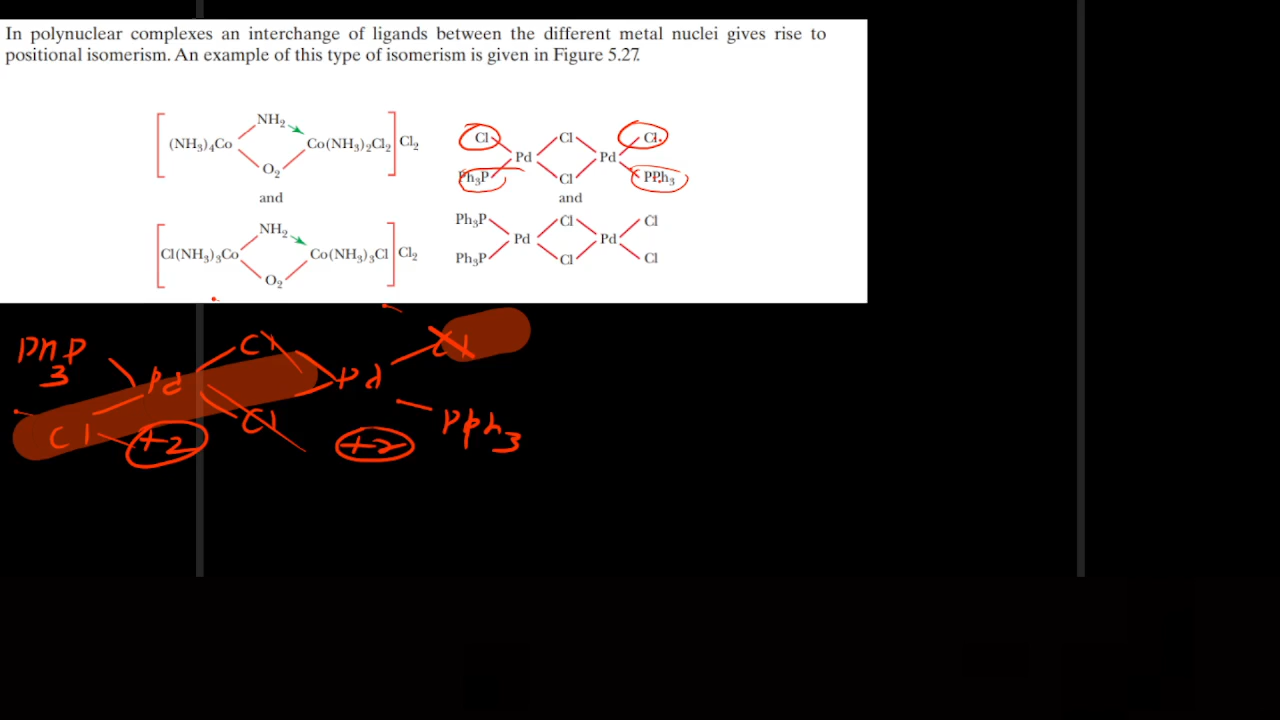 In polynuclear complexes an interchange of ligands between the different metal nuclei gives rise to
positional isomerism. An example of this type of isomerism is given in Figure 5.27.
NH₂
(NH₃)₄Co Co(NH₃)₂Cl₂ Cl₂
O₂
and
NH₂
Cl(NH₃)₃Co Co(NH₃)₃Cl Cl₂
O₂
Cl Cl Cl
Pd Pd
Ph₃P Cl PPh₃
and
Ph₃P Cl Cl
Pd Pd
Ph₃P Cl Cl
Ph₃P Cl Cl
Pd Pd
Cl +2 Cl +2 PPh₃